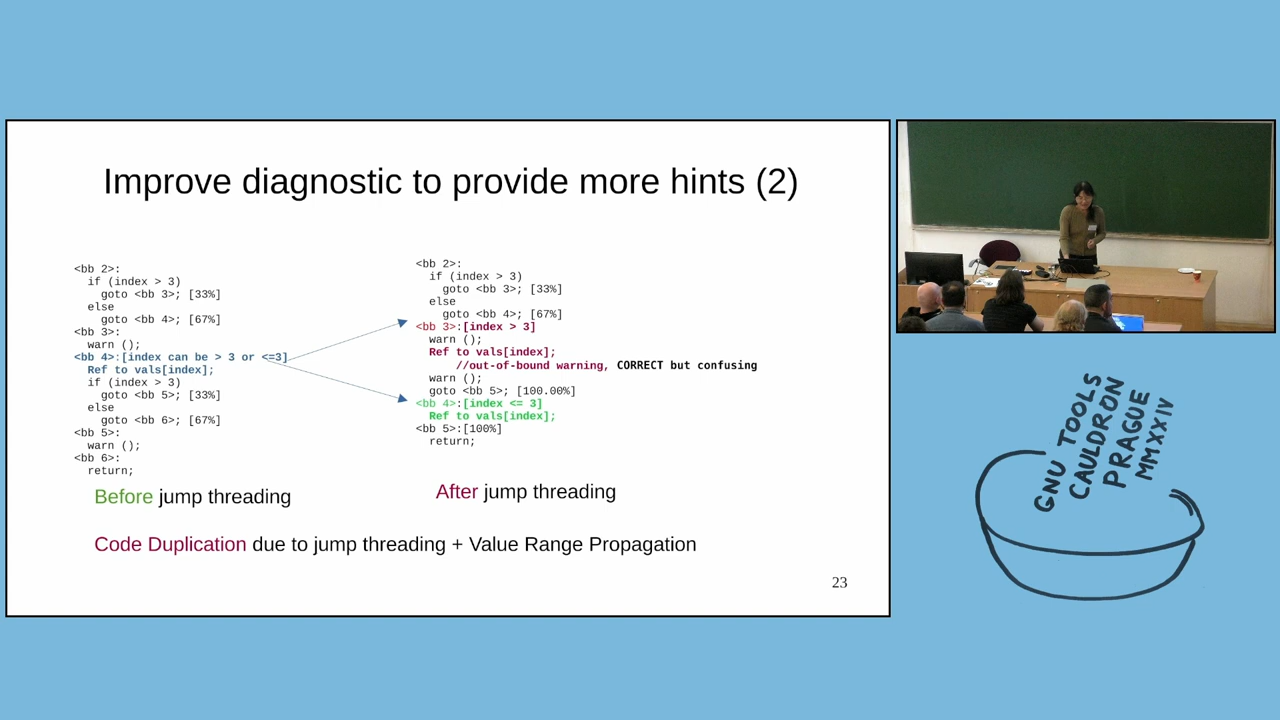 Improve diagnostic to provide more hints (2)
<bb 2>:
if (index > 3)
goto <bb 3>; [33%]
else
goto <bb 4>; [67%]
<bb 3>:
warn ();
<bb 4>:[index can be > 3 or <=3]
Ref to vals[index];
if (index > 3)
goto <bb 5>; [33%]
else
goto <bb 6>; [67%]
<bb 5>:
warn ();
<bb 6>:
return;
Before jump threading
<bb 2>:
if (index > 3)
goto <bb 3>; [33%]
else
goto <bb 4>; [67%]
<bb 3>:[index > 3]
warn ();
Ref to vals[index];
//out-of-bound warning, CORRECT but confusing
warn ();
goto <bb 5>; [100.00%]
<bb 4>:[index <= 3]
Ref to vals[index];
<bb 5>:[100%]
return;
After jump threading
Code Duplication due to jump threading + Value Range Propagation
23
GNU TOOLS
CAULDRON
PRAGUE
MMXXIV